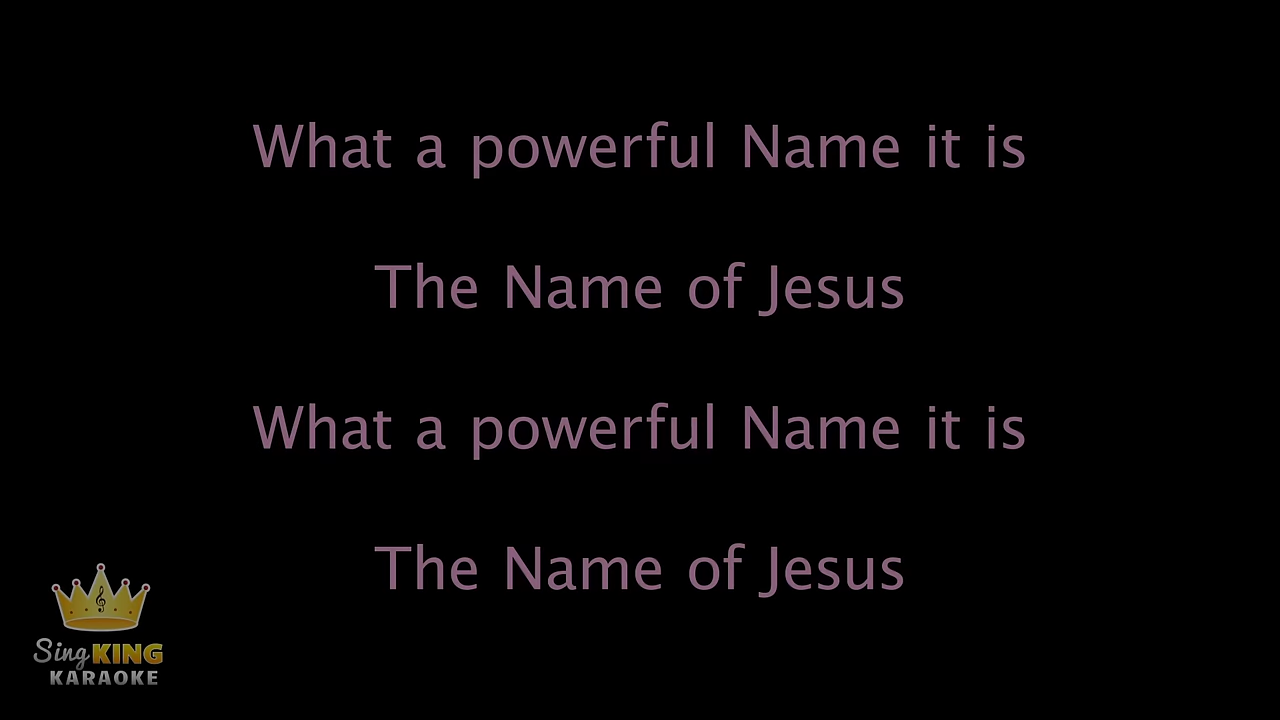 What a powerful Name it is
The Name of Jesus
What a powerful Name it is
The Name of Jesus
Sing KING
KARAOKE